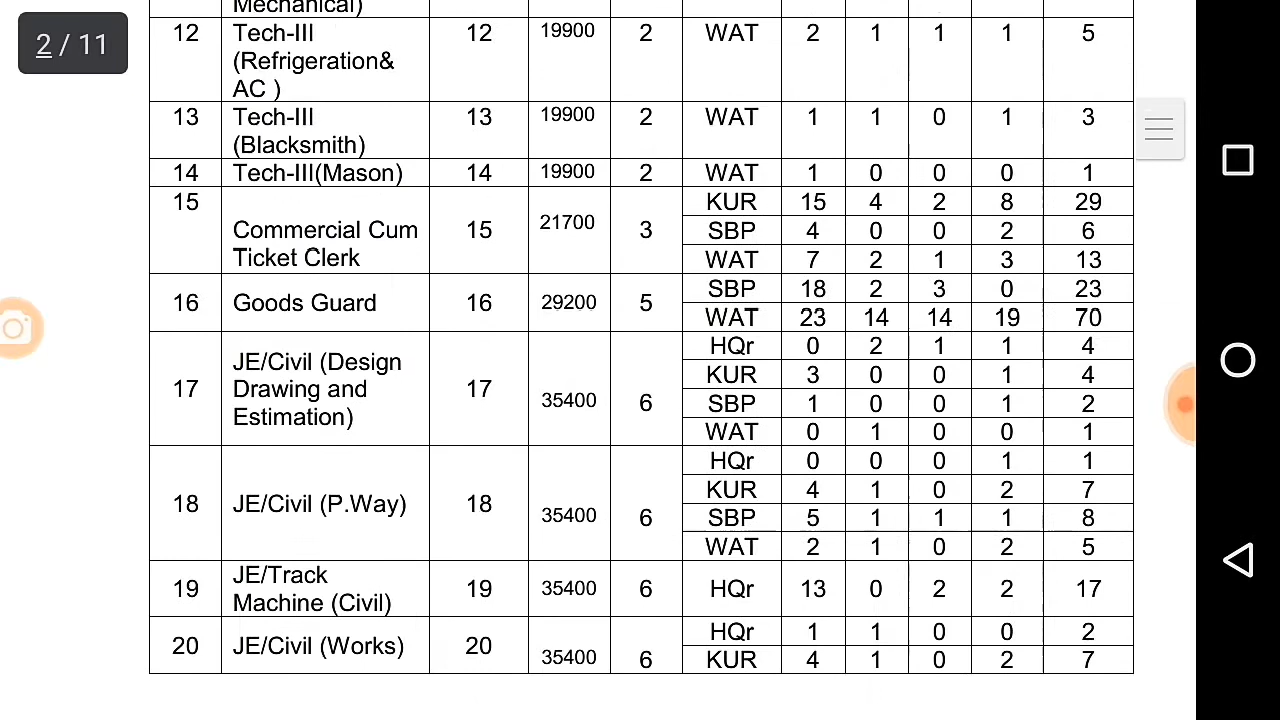 2 / 11
Mechanical)
12 Tech-III (Refrigeration& AC ) 12 19900 2 WAT 2 1 1 1 5
13 Tech-III (Blacksmith) 13 19900 2 WAT 1 1 0 1 3
14 Tech-III(Mason) 14 19900 2 WAT 1 0 0 0 1
15 Commercial Cum Ticket Clerk 15 21700 3 KUR 15 4 2 8 29
SBP 4 0 0 2 6
WAT 7 2 1 3 13
16 Goods Guard 16 29200 5 SBP 18 2 3 0 23
WAT 23 14 14 19 70
17 JE/Civil (Design Drawing and Estimation) 17 35400 6 HQr 0 2 1 1 4
KUR 3 0 0 1 4
SBP 1 0 0 1 2
WAT 0 1 0 0 1
18 JE/Civil (P.Way) 18 35400 6 HQr 0 0 0 1 1
KUR 4 1 0 2 7
SBP 5 1 1 1 8
WAT 2 1 0 2 5
19 JE/Track Machine (Civil) 19 35400 6 HQr 13 0 2 2 17
20 JE/Civil (Works) 20 35400 6 HQr 1 1 0 0 2
KUR 4 1 0 2 7